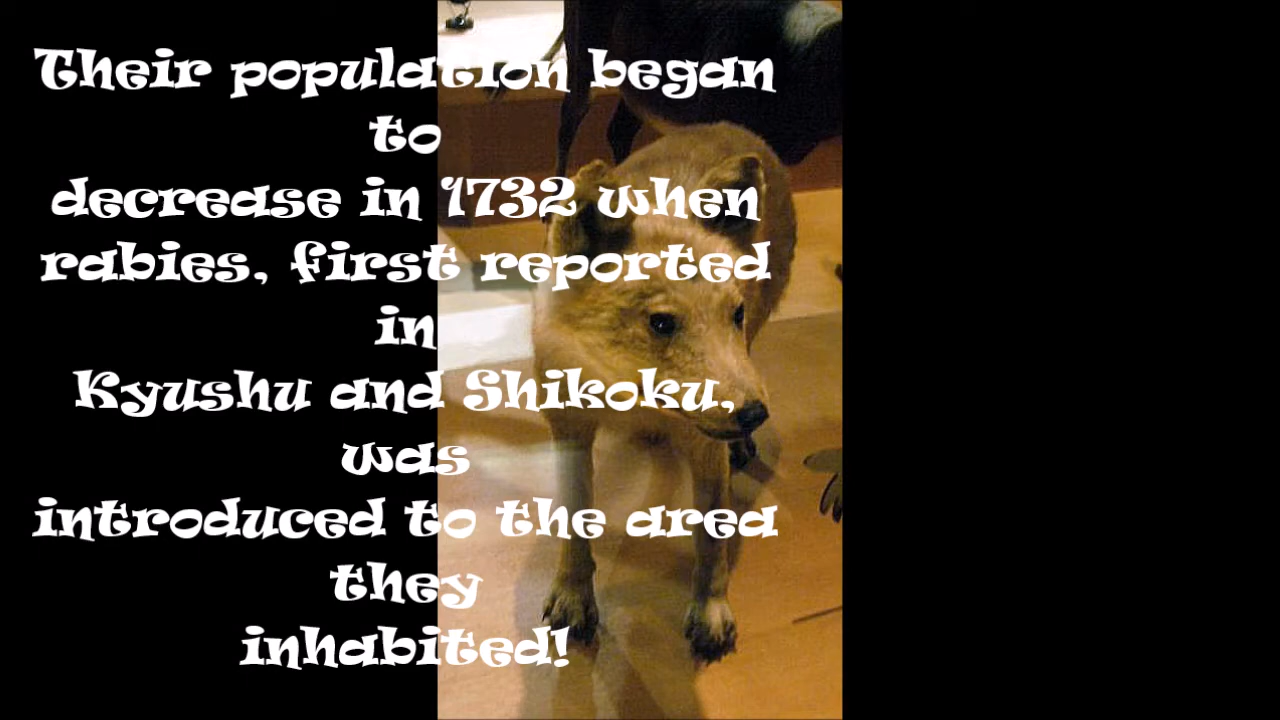 Their population began
to
decrease in 1732 when
rabies, first reported
in
Kyushu and Shikoku,
was
introduced to the area
they
inhabited!